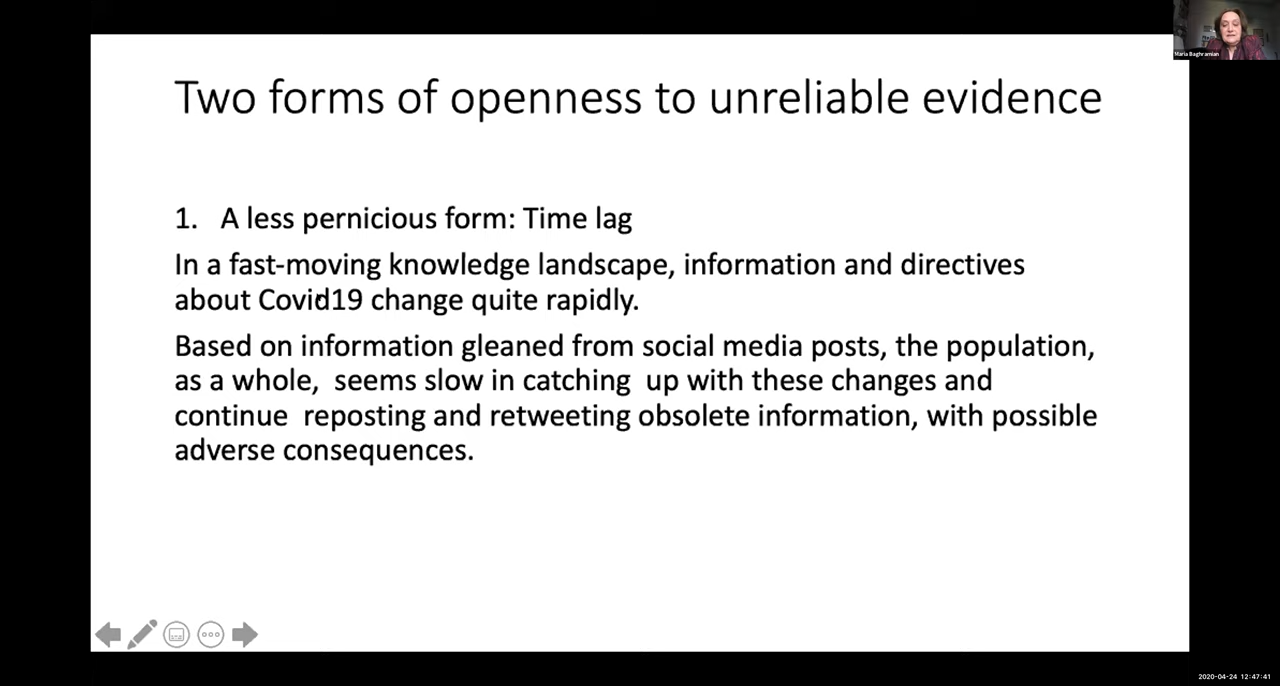 Maria Baghramian
Two forms of openness to unreliable evidence
1. A less pernicious form: Time lag
In a fast-moving knowledge landscape, information and directives
about Covid19 change quite rapidly.
Based on information gleaned from social media posts, the population,
as a whole, seems slow in catching up with these changes and
continue reposting and retweeting obsolete information, with possible
adverse consequences.
2020-04-24 12:47:41